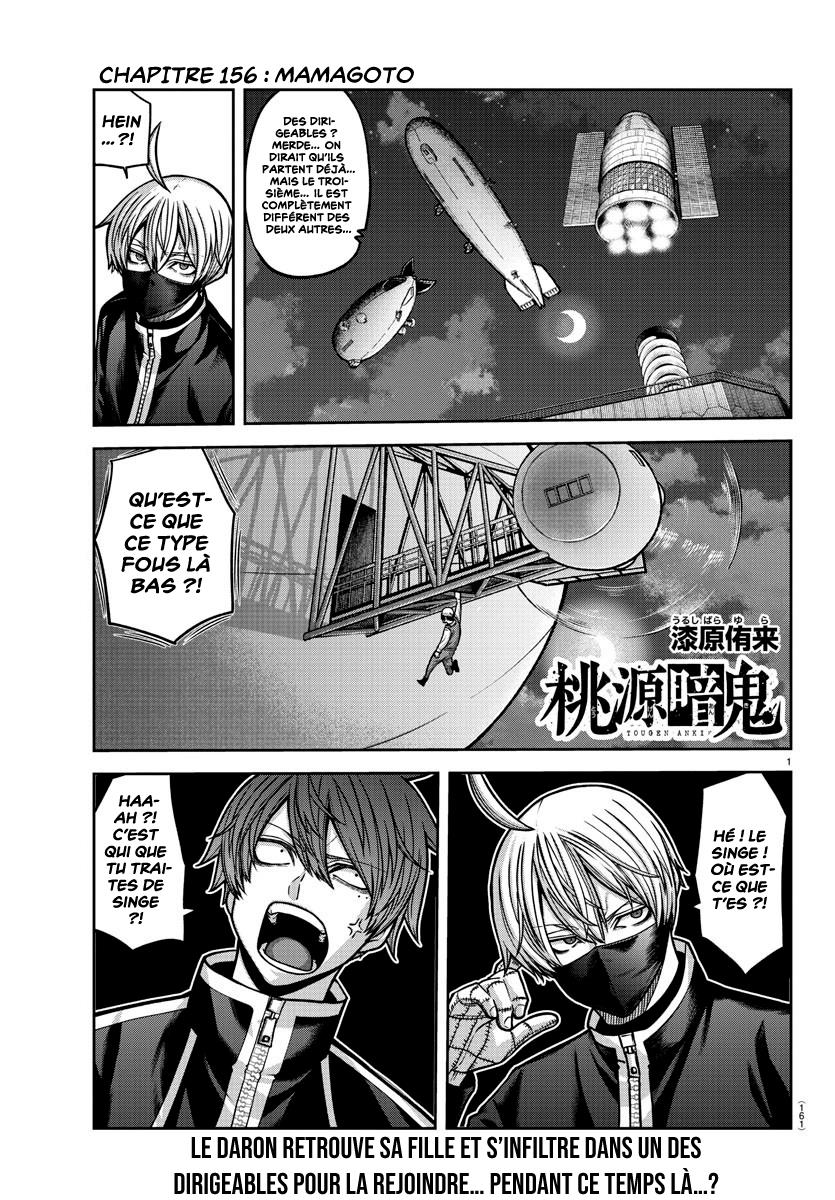 CHAPITRE 156 : MAMAGOTO
DES DIRI-
GEABLES ?
MERDE... ON
DIRAIT QU'ILS
PARTENT DÉJÀ...
MAIS LE TROI-
SIÈME... IL EST
COMPLÈTEMENT
DIFFÉRENT DES
DEUX AUTRES...
HEIN
...?!
QU'EST-
CE QUE
CE TYPE
FOUS LÀ
BAS ?!
うるしばら ゆ ら
漆原侑来
桃源暗鬼
あん
TOUGEN ANKI
1
HÉ ! LE
SINGE !
OÙ EST-
CE QUE
T'ES ?!
HAA-
AH ?!
C'EST
QUI QUE
TU TRAI-
TES DE
SINGE
?!
(161)
LE DARON RETROUVE SA FILLE ET S'INFILTRE DANS UN DES
DIRIGEABLES POUR LA REJOINDRE... PENDANT CE TEMPS LÀ...?